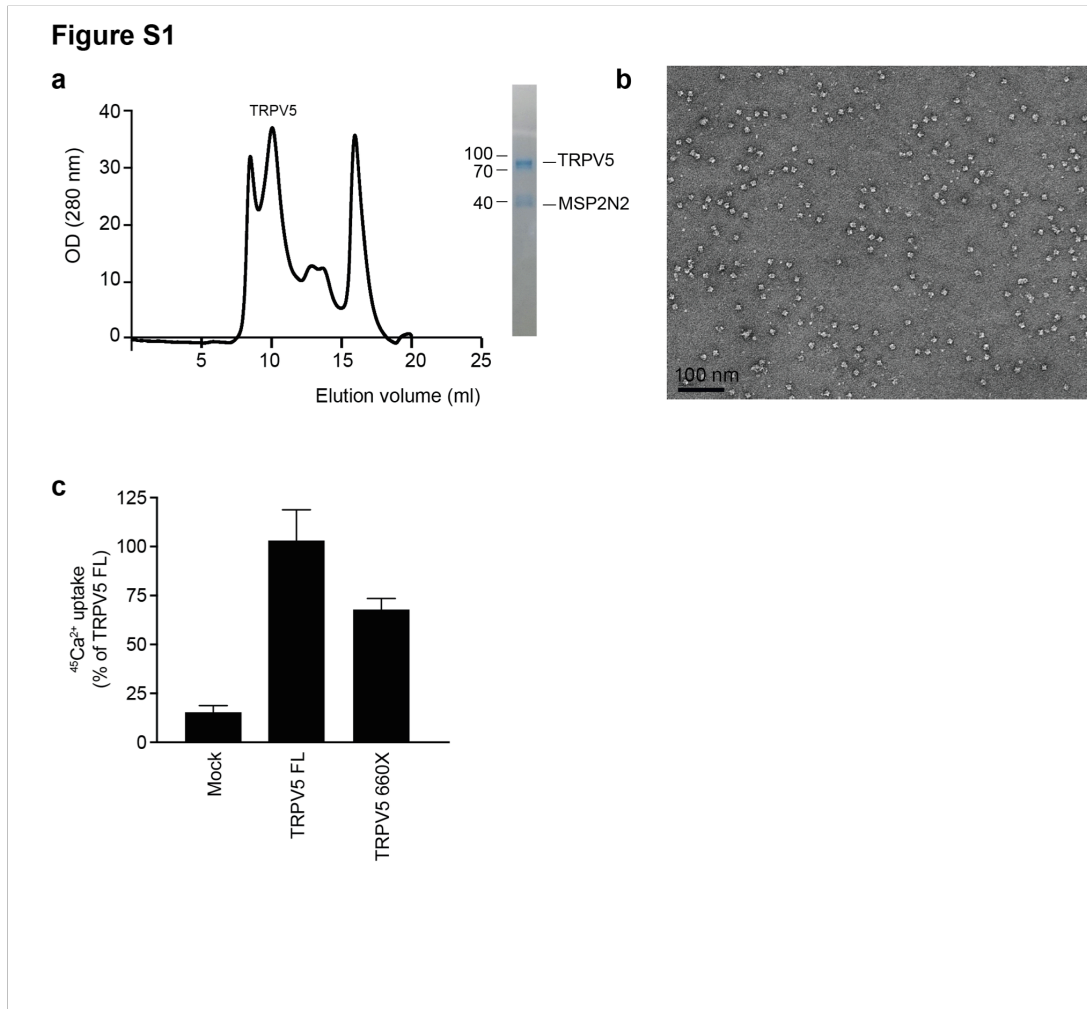 Figure S1
a
OD (280 nm)
40
30
20
10
0
5
10
15
20
25
Elution volume (ml)
TRPV5
100
70
40
TRPV5
MSP2N2
b
100 nm
c
⁴⁵Ca²⁺ uptake
(% of TRPV5 FL)
125
100
75
50
25
0
Mock
TRPV5 FL
TRPV5 660X